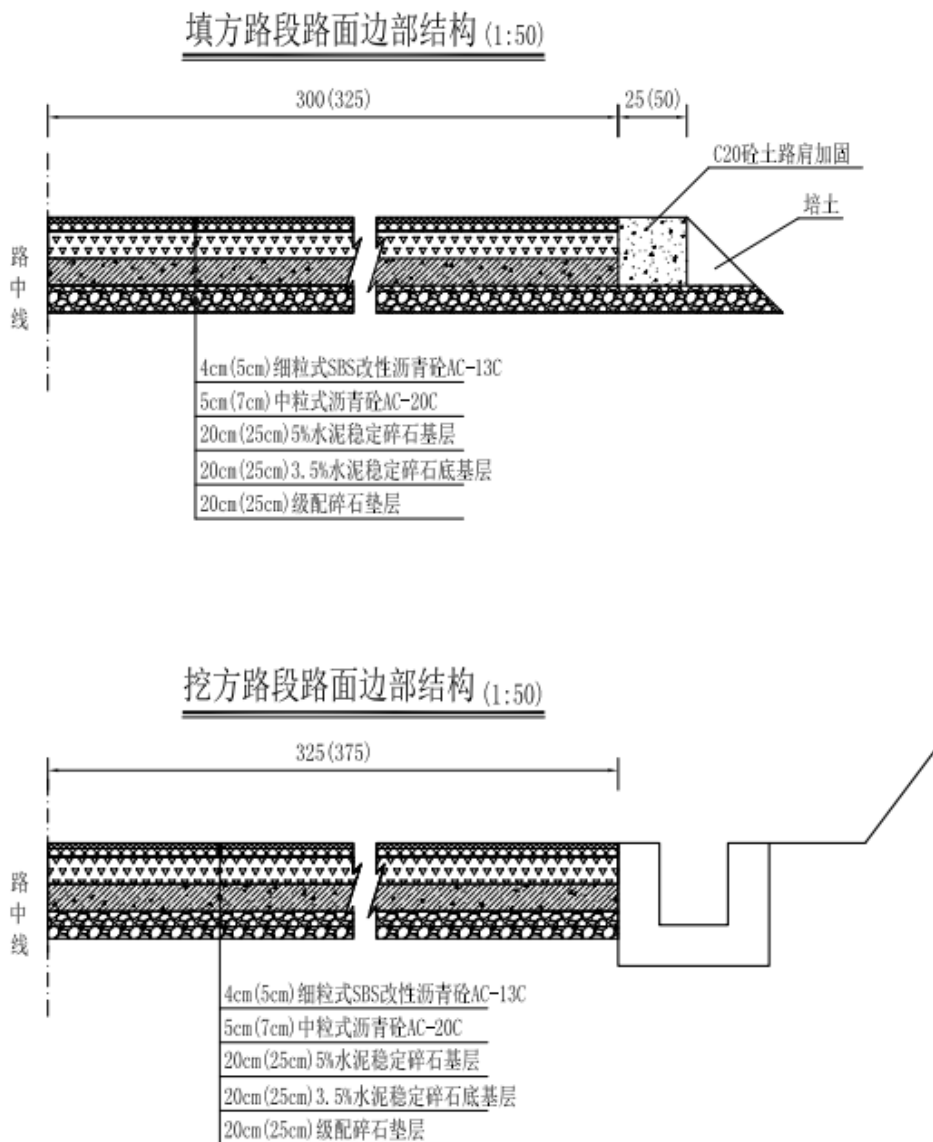 填方路段路面边部结构(1:50)
300(325)
25(50)
C20砼土路肩加固
培土
路中线
4cm(5cm)细粒式SBS改性沥青砼AC-13C
5cm(7cm)中粒式沥青砼AC-20C
20cm(25cm)5%水泥稳定碎石基层
20cm(25cm)3.5%水泥稳定碎石底基层
20cm(25cm)级配碎石垫层
挖方路段路面边部结构(1:50)
325(375)
路中线
4cm(5cm)细粒式SBS改性沥青砼AC-13C
5cm(7cm)中粒式沥青砼AC-20C
20cm(25cm)5%水泥稳定碎石基层
20cm(25cm)3.5%水泥稳定碎石底基层
20cm(25cm)级配碎石垫层